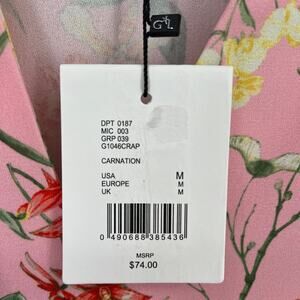 DPT 0187
MIC 003
GRP 039
G1046CRAP
CARNATION
USA M
EUROPE M
UK M
0 490688 385436
MSRP
$74.00